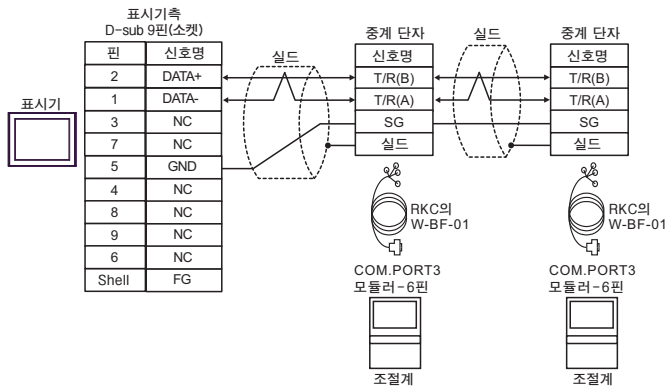 표시기측
D-sub 9핀(소켓)
핀 신호명
2 DATA+
1 DATA-
3 NC
7 NC
5 GND
4 NC
8 NC
9 NC
6 NC
Shell FG
표시기
실드
중계 단자
신호명
T/R(B)
T/R(A)
SG
실드
실드
중계 단자
신호명
T/R(B)
T/R(A)
SG
실드
RKC의
W-BF-01
COM.PORT3
모듈러-6핀
조절계
RKC의
W-BF-01
COM.PORT3
모듈러-6핀
조절계